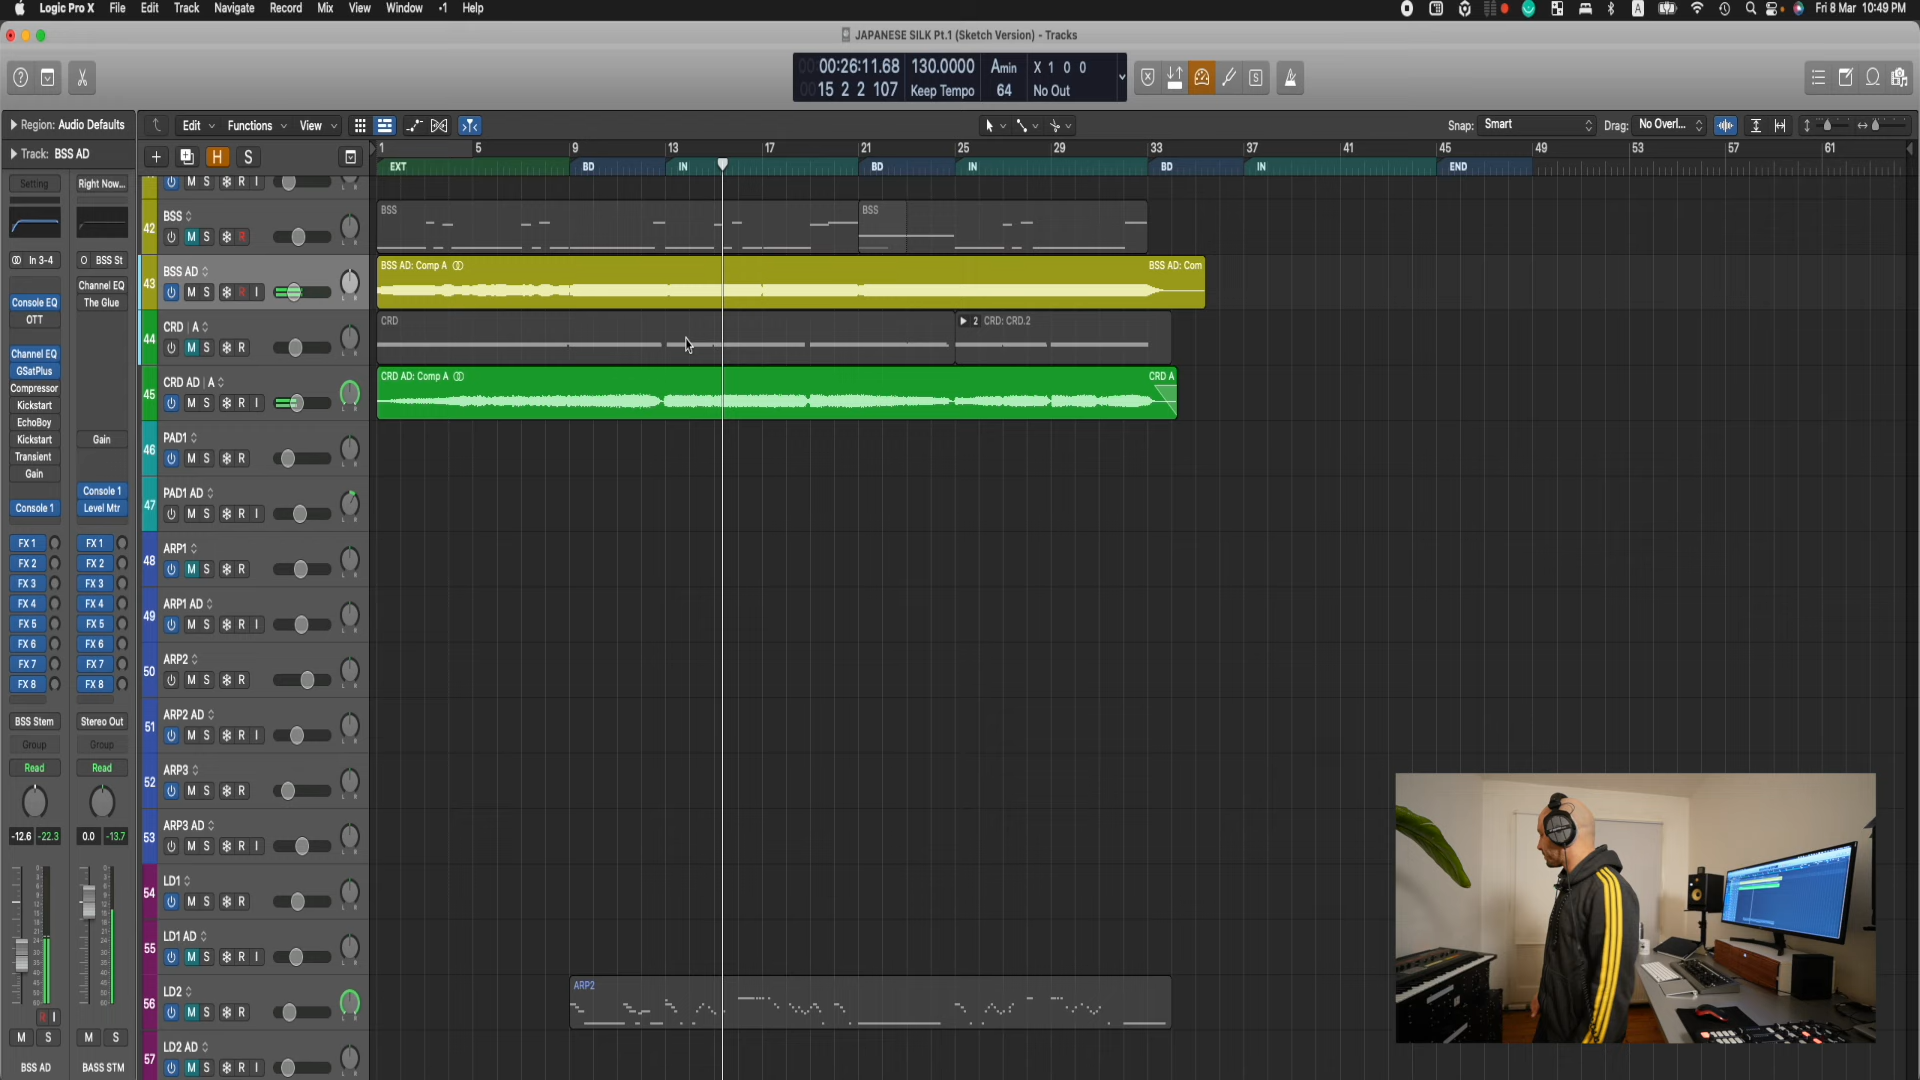 Logic Pro X File Edit Track Navigate Record Mix View Window 1 Help A Fri 8 Mar 10:49 PM
JAPANESE SILK Pt.1 (Sketch Version) - Tracks
00:26:11.68 130.0000 Amin X 1 0 0
15 2 2 107 Keep Tempo 64 No Out
Region: Audio Defaults Edit Functions View Snap: Smart Drag: No Overl...
Track: BSS AD H S
1 5 9 13 17 21 25 29 33 37 41 45 49 53 57 61
EXT BD IN BD IN BD IN END
Setting Right Now...
M S R I
42 BSS M S R
BSS BSS
In 3-4 BSS St
43 BSS AD M S R I
BSS AD: Comp A BSS AD: Com
Channel EQ
Console EQ The Glue
OTT
44 CRD | A M S R
CRD 2 CRD: CRD.2
Channel EQ
GSatPlus
Compressor
Kickstart
EchoBoy
Kickstart Gain
Transient
Gain
45 CRD AD | A M S R I
CRD AD: Comp A CRD A
46 PAD1 M S R
47 PAD1 AD M S R I
Console 1
Console 1 Level Mtr
48 ARP1 M S R
FX 1 FX 1
FX 2 FX 2
FX 3 FX 3
FX 4 FX 4
FX 5 FX 5
FX 6 FX 6
FX 7 FX 7
FX 8 FX 8
49 ARP1 AD M S R I
50 ARP2 M S R
51 ARP2 AD M S R I
BSS Stem Stereo Out
Group Group
Read Read
52 ARP3 M S R
53 ARP3 AD M S R I
-12.6 -22.3 0.0 -13.7
54 LD1 M S R
55 LD1 AD M S R I
56 LD2 M S R
ARP2
R I
M S M S
57 LD2 AD M S R I
BSS AD BASS STM